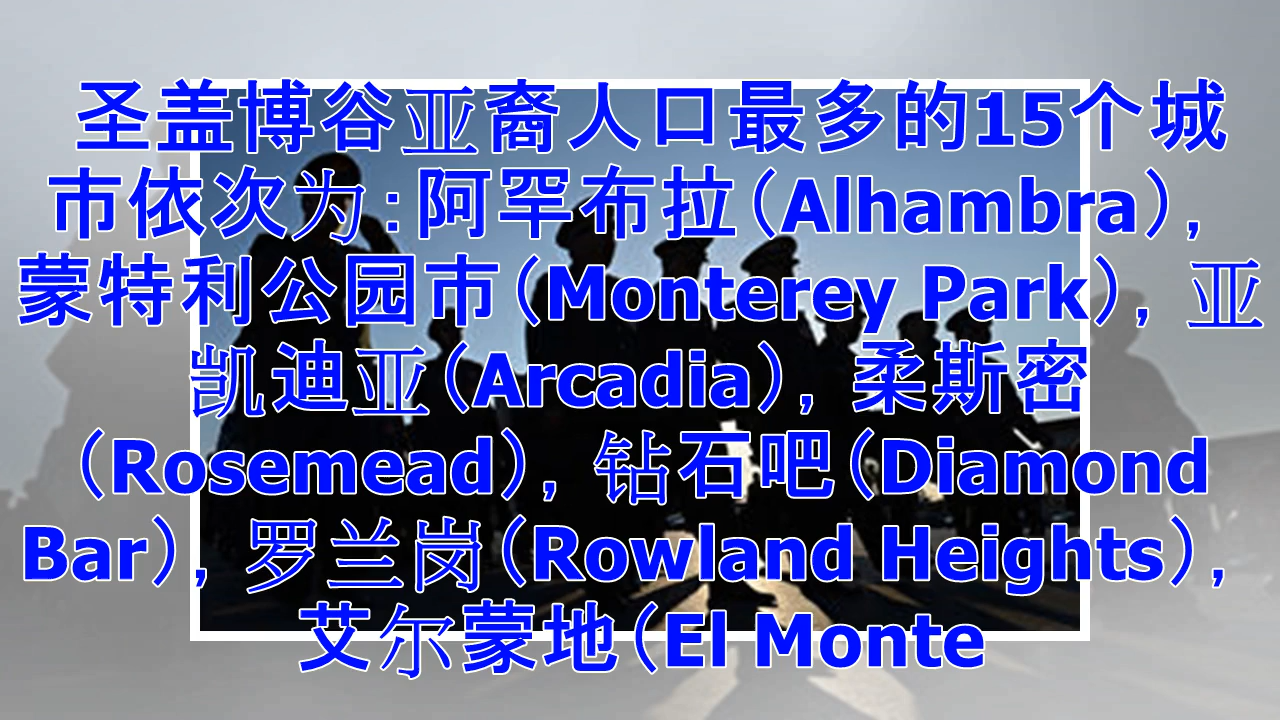 圣盖博谷亚裔人口最多的15个城
市依次为:阿罕布拉(Alhambra),
蒙特利公园市(Monterey Park), 亚
凯迪亚(Arcadia), 柔斯密
(Rosemead), 钻石吧(Diamond
Bar), 罗兰岗(Rowland Heights),
艾尔蒙地(El Monte